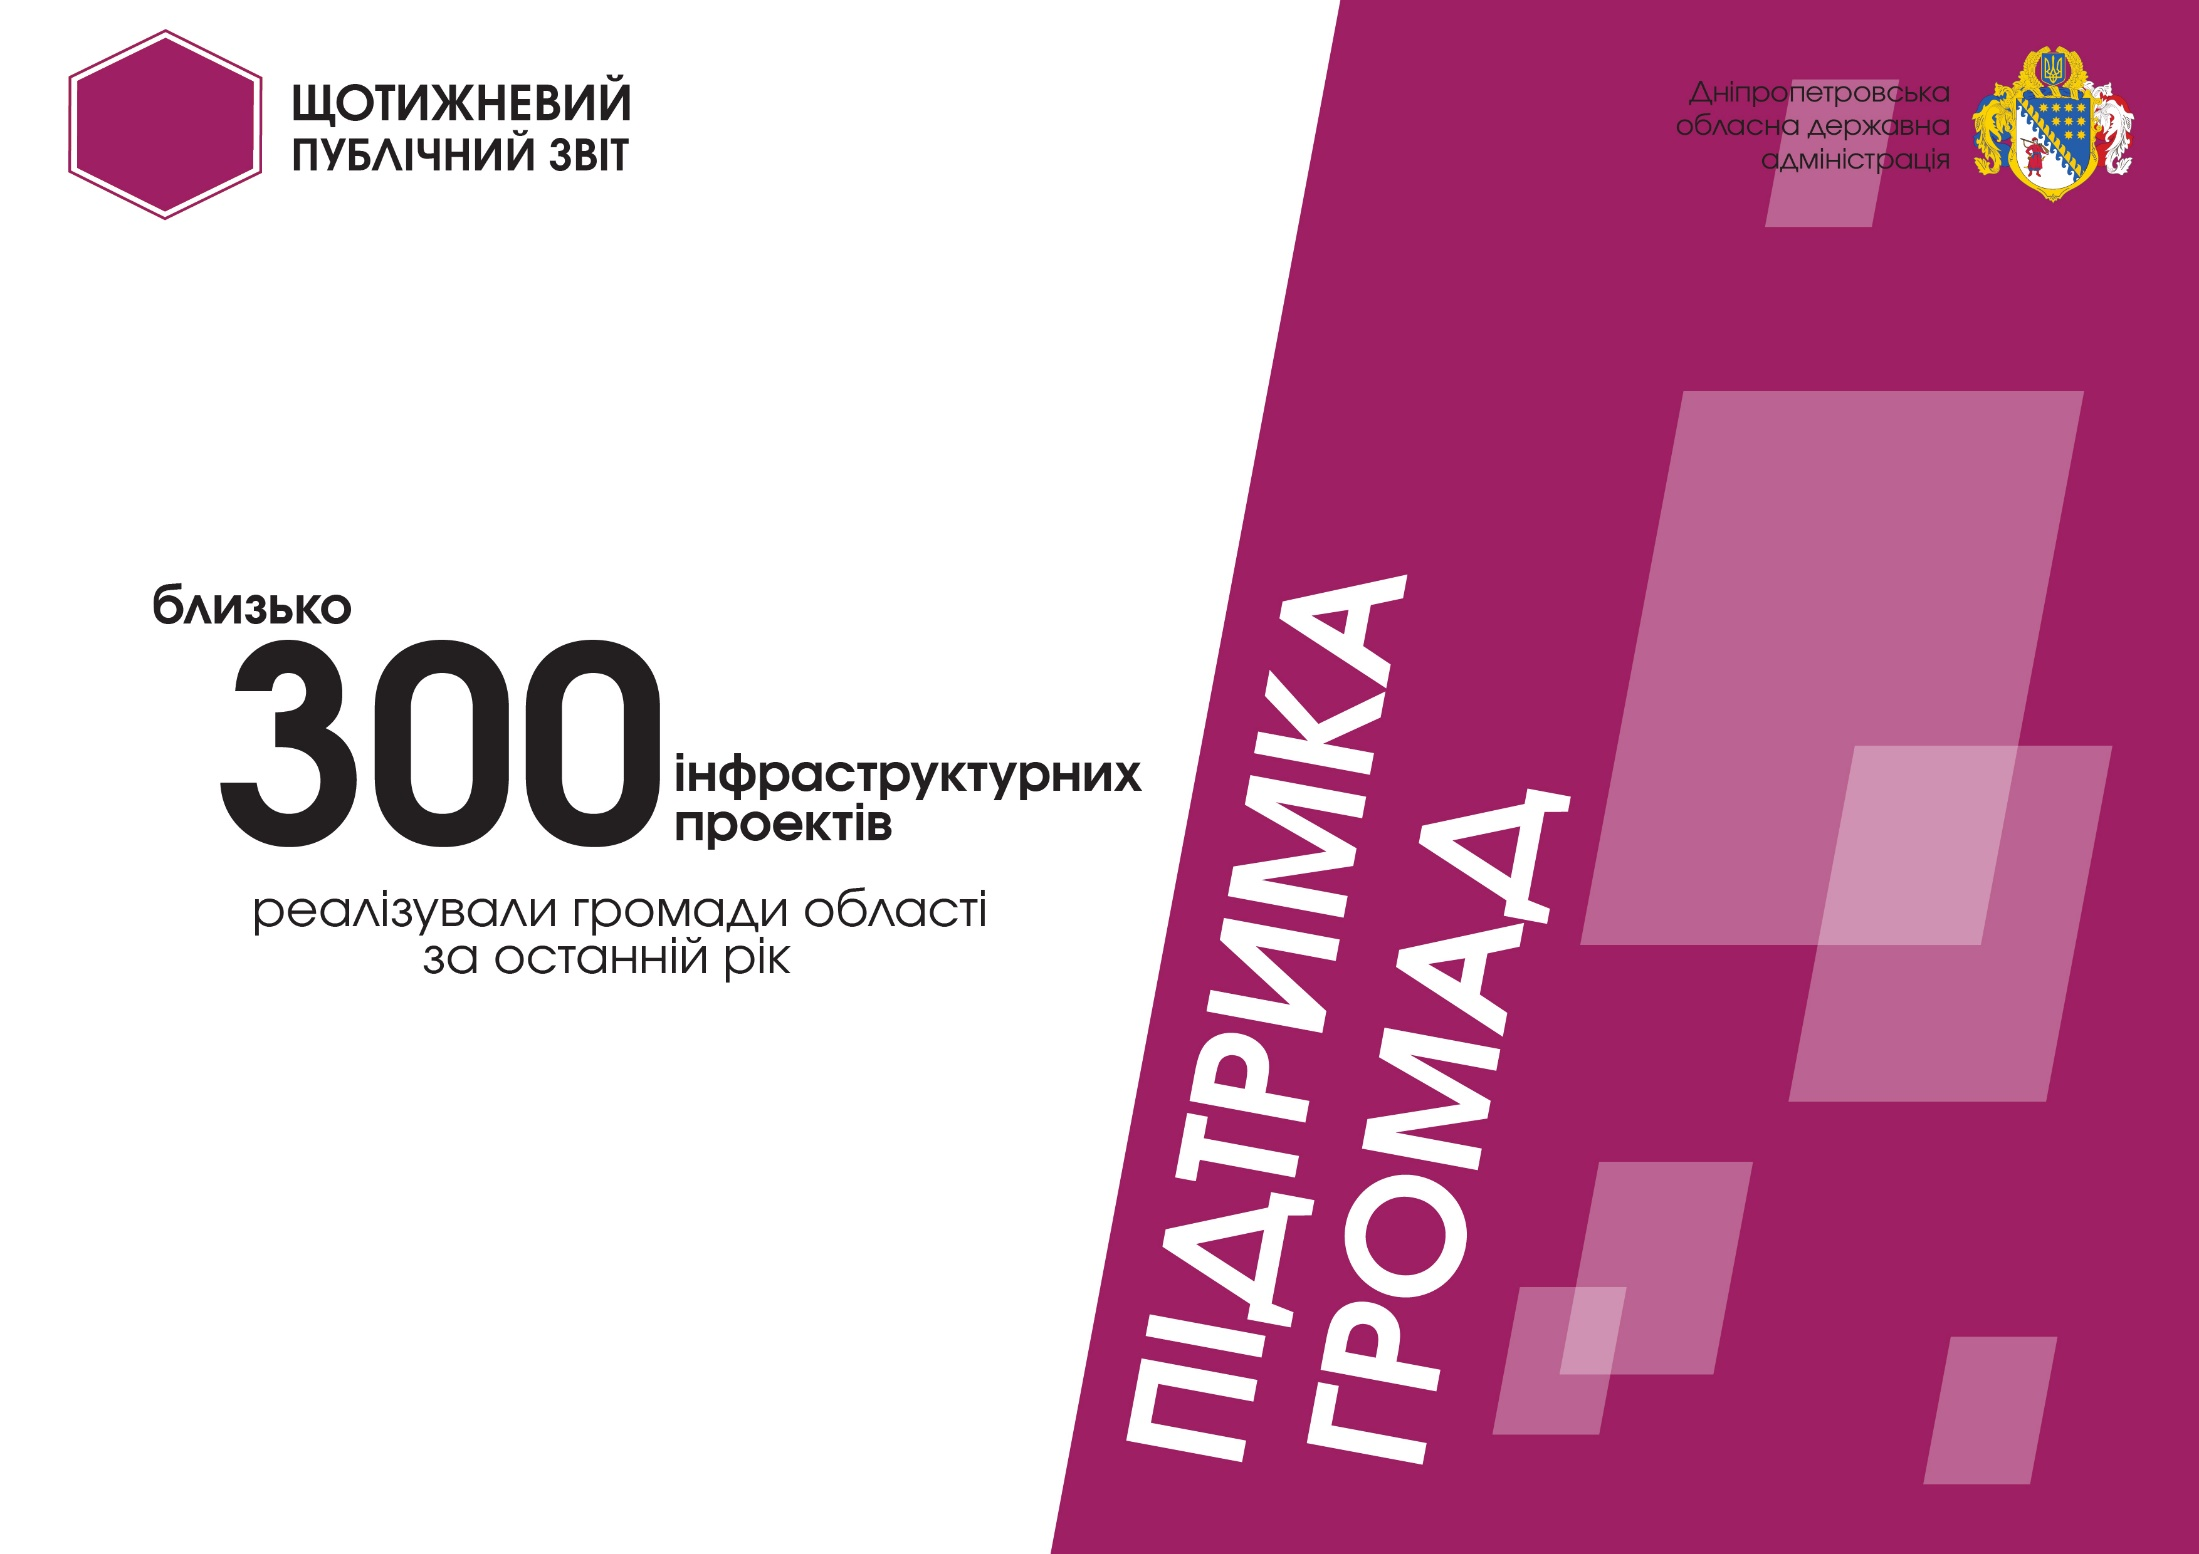 ЩОТИЖНЕВИЙ
ПУБЛІЧНИЙ ЗВІТ
Дніпропетровська
обласна державна
адміністрація
близько
300
інфраструктурних
проектів
реалізували громади області
за останній рік
ПІДТРИМКА
ГРОМАД